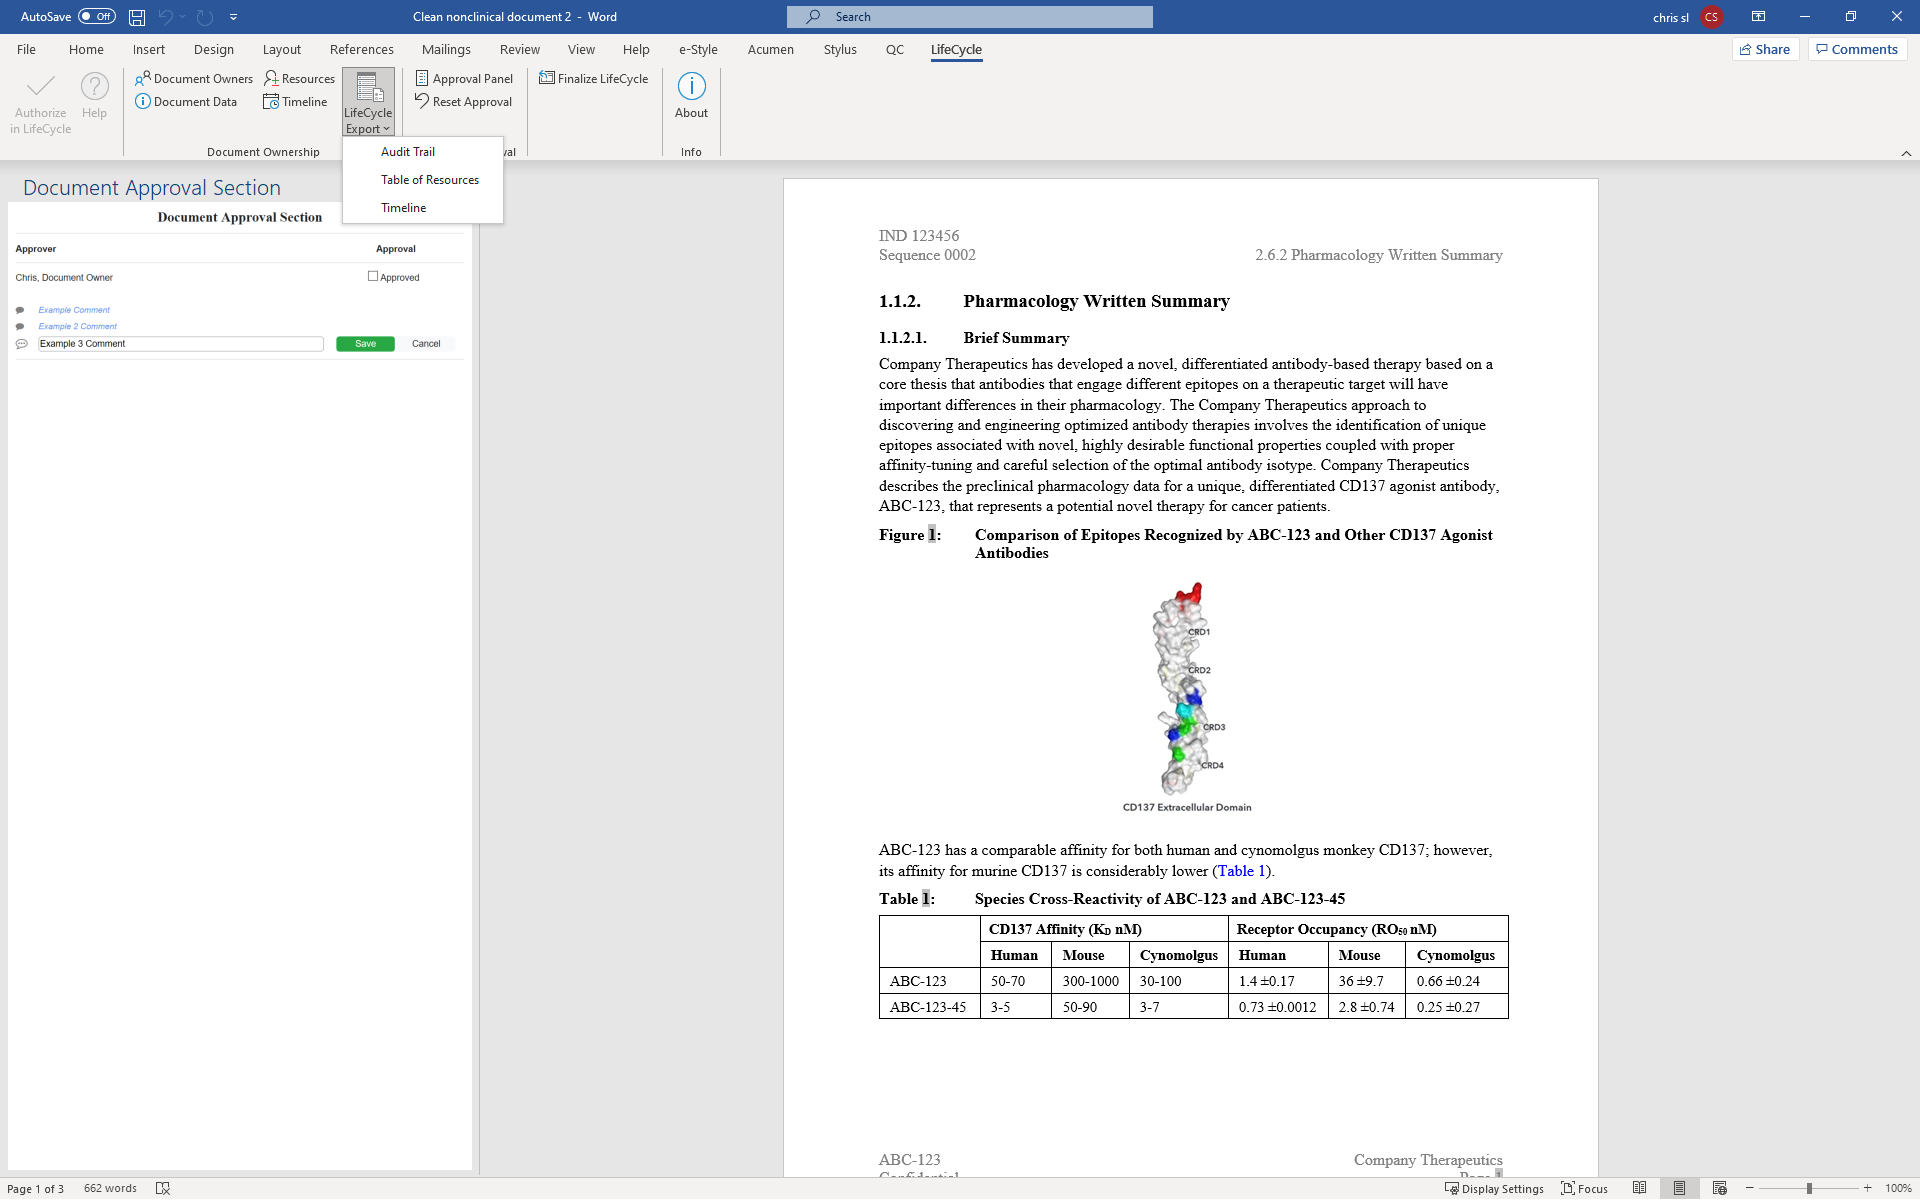 AutoSave Off Clean nonclinical document 2 - Word Search chris sl CS
File Home Insert Design Layout References Mailings Review View Help e-Style Acumen Stylus QC LifeCycle Share Comments
Authorize
in LifeCycle
Help
Document Owners
Document Data
Resources
Timeline
Document Ownership
LifeCycle
Export
Approval Panel
Reset Approval
val
Finalize LifeCycle
About
Info
Audit Trail
Table of Resources
Timeline
Document Approval Section
Document Approval Section
Approver Approval
Chris, Document Owner Approved
Example Comment
Example 2 Comment
Example 3 Comment Save Cancel
IND 123456
Sequence 0002 2.6.2 Pharmacology Written Summary
1.1.2. Pharmacology Written Summary
1.1.2.1. Brief Summary
Company Therapeutics has developed a novel, differentiated antibody-based therapy based on a
core thesis that antibodies that engage different epitopes on a therapeutic target will have
important differences in their pharmacology. The Company Therapeutics approach to
discovering and engineering optimized antibody therapies involves the identification of unique
epitopes associated with novel, highly desirable functional properties coupled with proper
affinity-tuning and careful selection of the optimal antibody isotype. Company Therapeutics
describes the preclinical pharmacology data for a unique, differentiated CD137 agonist antibody,
ABC-123, that represents a potential novel therapy for cancer patients.
Figure 1: Comparison of Epitopes Recognized by ABC-123 and Other CD137 Agonist
Antibodies
CRD1
CRD2
CRD3
CRD4
CD137 Extracellular Domain
ABC-123 has a comparable affinity for both human and cynomolgus monkey CD137; however,
its affinity for murine CD137 is considerably lower (Table 1).
Table 1: Species Cross-Reactivity of ABC-123 and ABC-123-45
CD137 Affinity (KD nM) Receptor Occupancy (RO50 nM)
Human Mouse Cynomolgus Human Mouse Cynomolgus
ABC-123 50-70 300-1000 30-100 1.4 ±0.17 36 ±9.7 0.66 ±0.24
ABC-123-45 3-5 50-90 3-7 0.73 ±0.0012 2.8 ±0.74 0.25 ±0.27
ABC-123 Company Therapeutics
Confidential Page 1
Page 1 of 3 662 words Display Settings Focus 100%